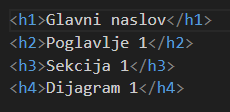 <h1>Glavni naslov</h1>
<h2>Poglavlje 1</h2>
<h3>Sekcija 1</h3>
<h4>Dijagram 1</h4>